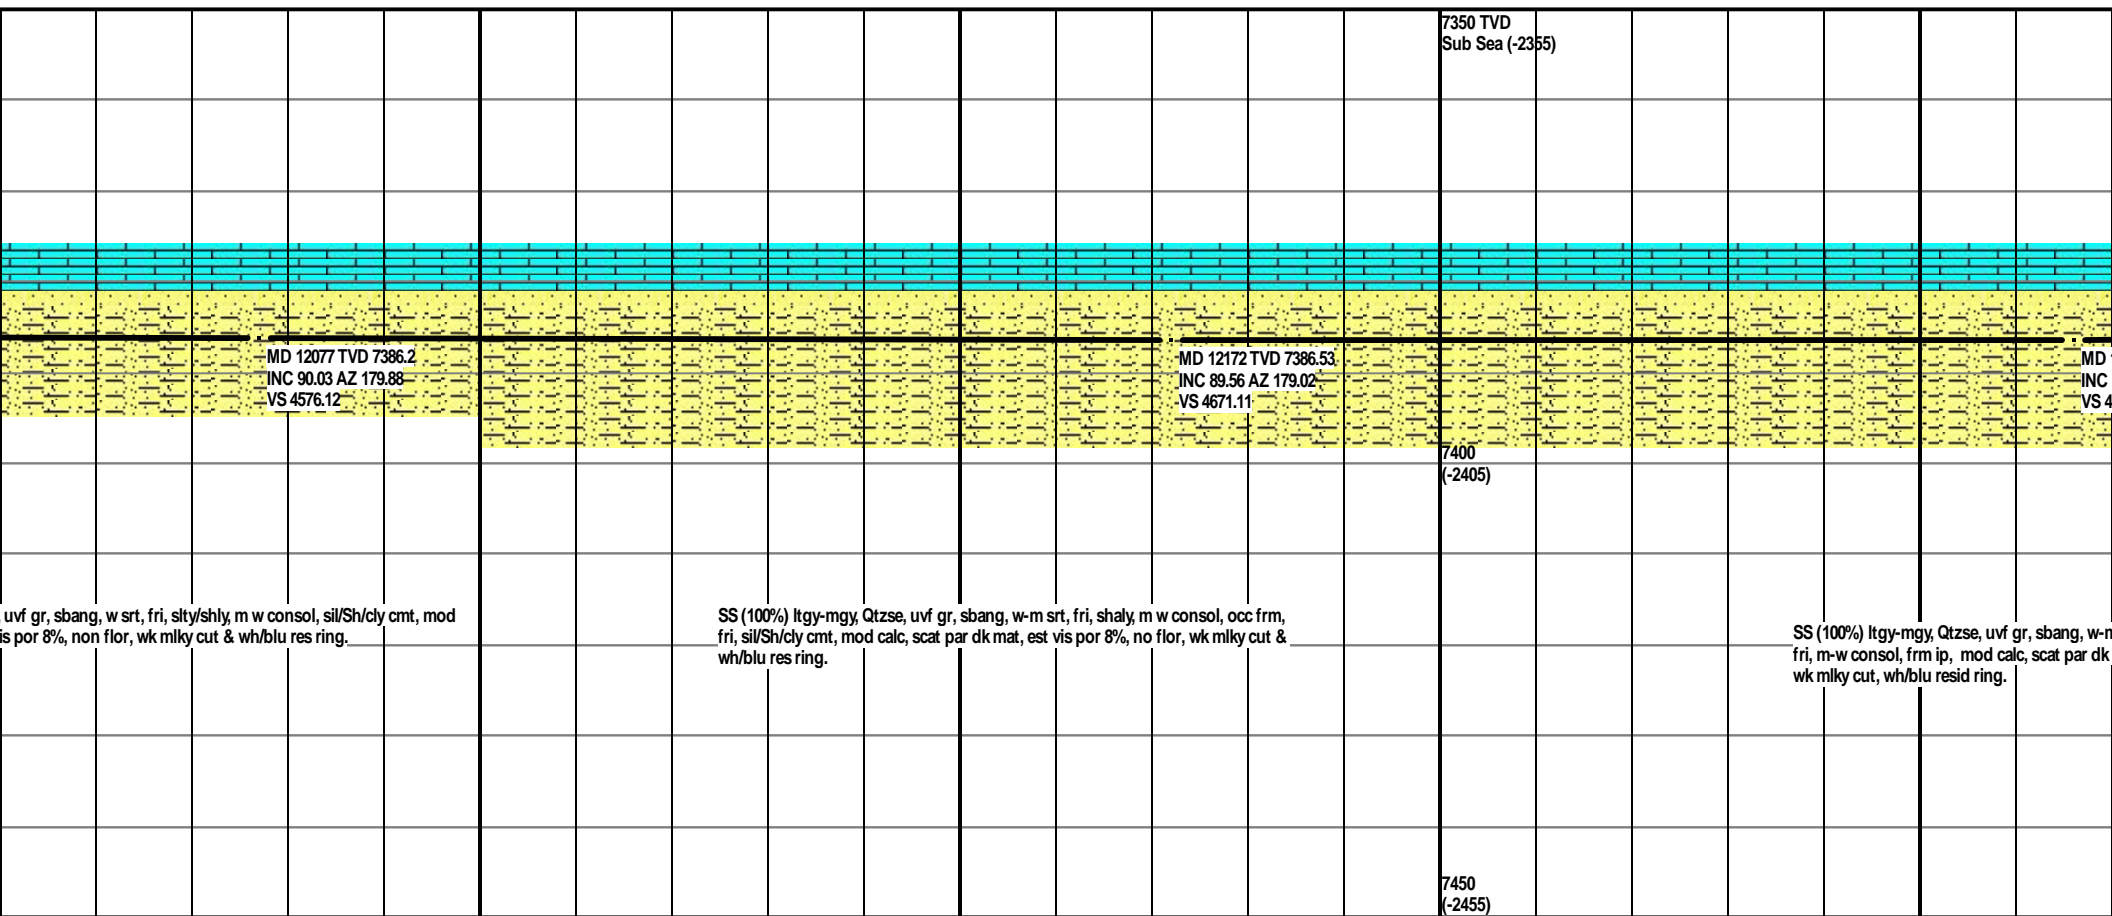 7350 TVD
Sub Sea (-2355)
MD 12077 TVD 7386.2
INC 90.03 AZ 179.88
VS 4576.12
MD 12172 TVD 7386.53
INC 89.56 AZ 179.02
VS 4671.11
MD
INC
VS 4
7400
(-2405)
uvf gr, sbang, w srt, fri, slty/shly, m w consol, sil/Sh/cly cmt, mod
is por 8%, non flor, wk mlky cut & wh/blu res ring.
SS (100%) ltgy-mgy, Qtzse, uvf gr, sbang, w-m srt, fri, shaly, m w consol, occ frm,
fri, sil/Sh/cly cmt, mod calc, scat par dk mat, est vis por 8%, no flor, wk mlky cut &
wh/blu res ring.
SS (100%) ltgy-mgy, Qtzse, uvf gr, sbang, w-m
fri, m-w consol, frm ip, mod calc, scat par dk
wk mlky cut, wh/blu resid ring.
7450
(-2455)